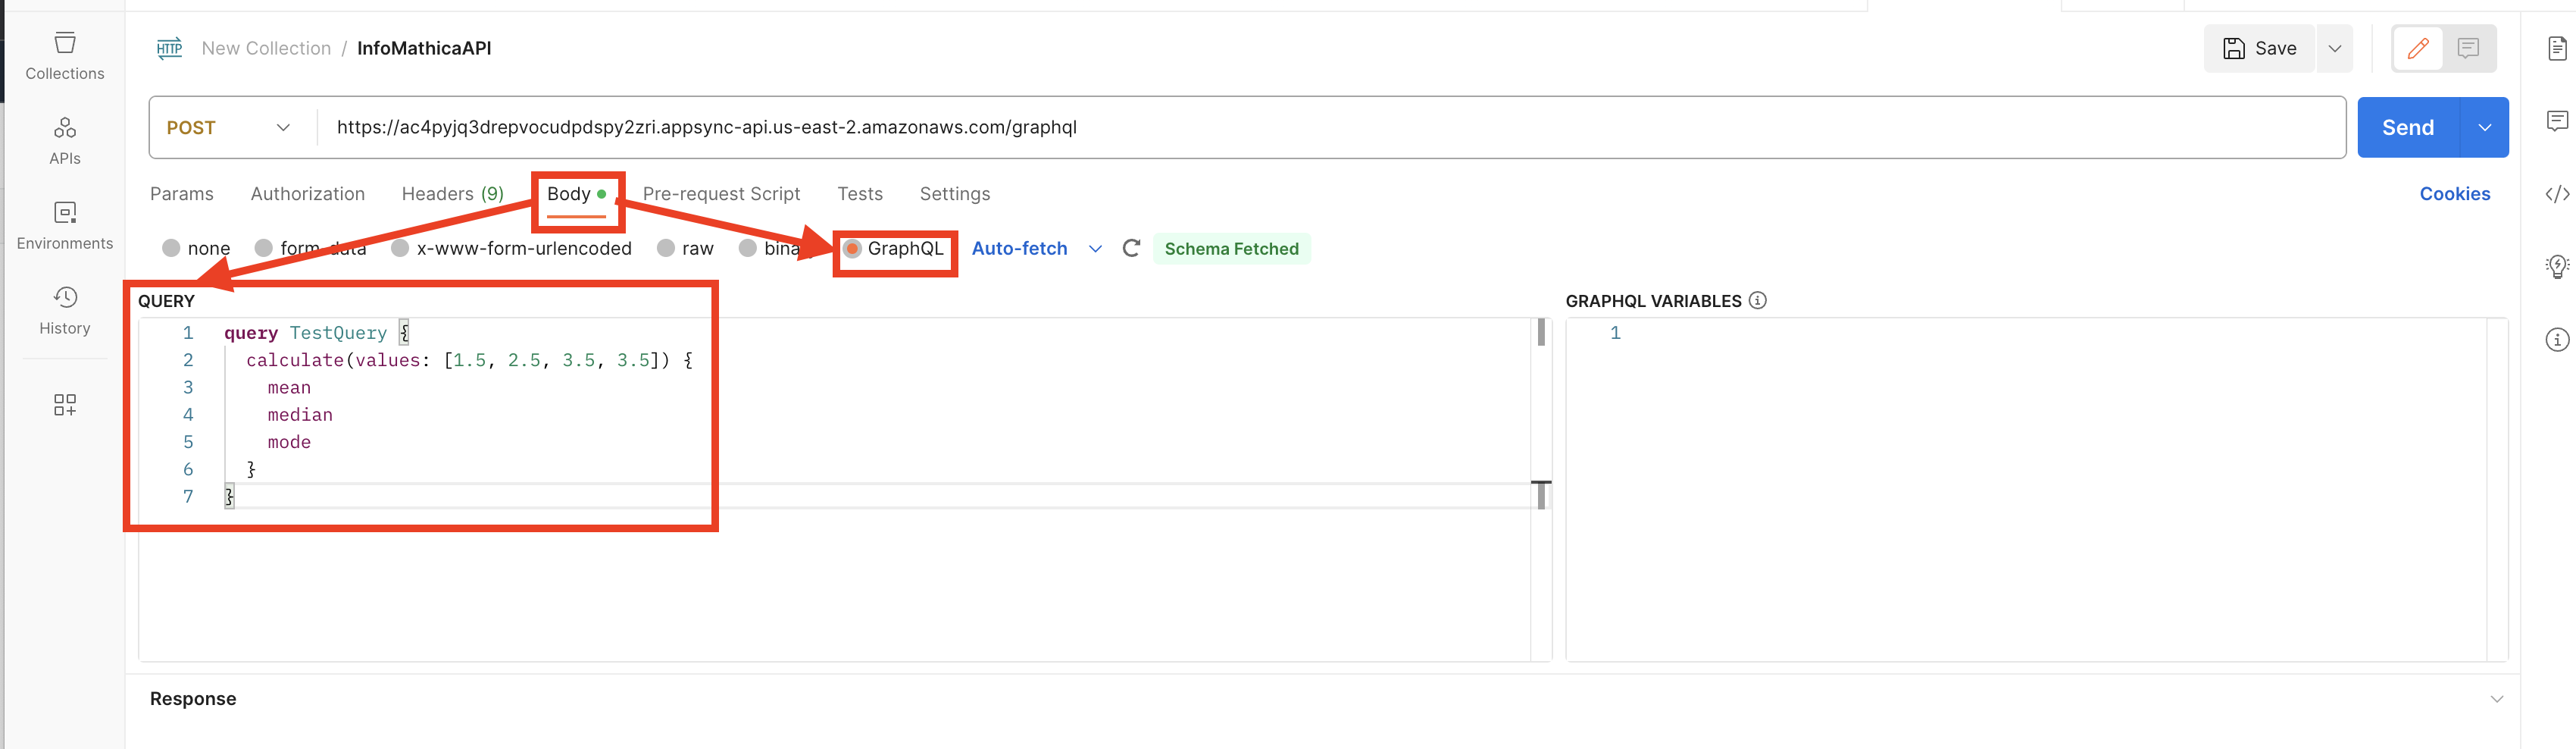 HTTP New Collection / InfoMathicaAPI
Save
Collections
APIs
Environments
History
POST https://ac4pyjq3drepvocudpdspy2zri.appsync-api.us-east-2.amazonaws.com/graphql
Send
Params Authorization Headers (9) Body Pre-request Script Tests Settings Cookies
none form-data x-www-form-urlencoded raw bina GraphQL Auto-fetch Schema Fetched
QUERY
1 query TestQuery {
2 calculate(values: [1.5, 2.5, 3.5, 3.5]) {
3 mean
4 median
5 mode
6 }
7 }
GRAPHQL VARIABLES
1
Response